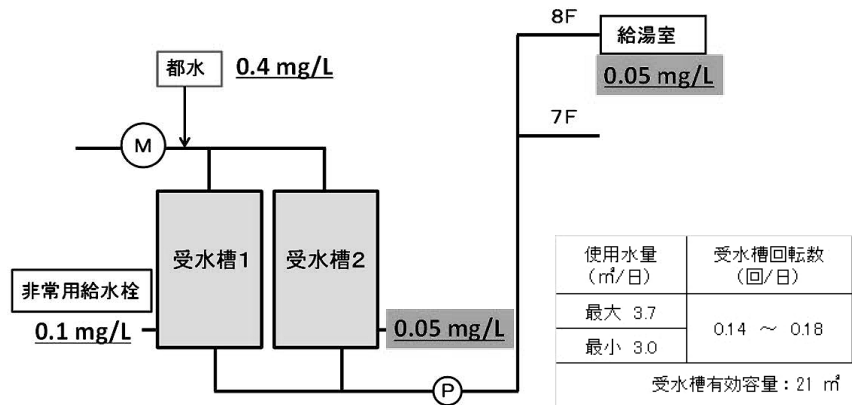 8F
給湯室
0.05 mg/L
都水
0.4 mg/L
7F
M
受水槽1
受水槽2
非常用給水栓
0.1 mg/L
0.05 mg/L
P
使用水量
(㎥/日)
受水槽回転数
(回/日)
最大 3.7
最小 3.0
0.14 ～ 0.18
受水槽有効容量：21 ㎥